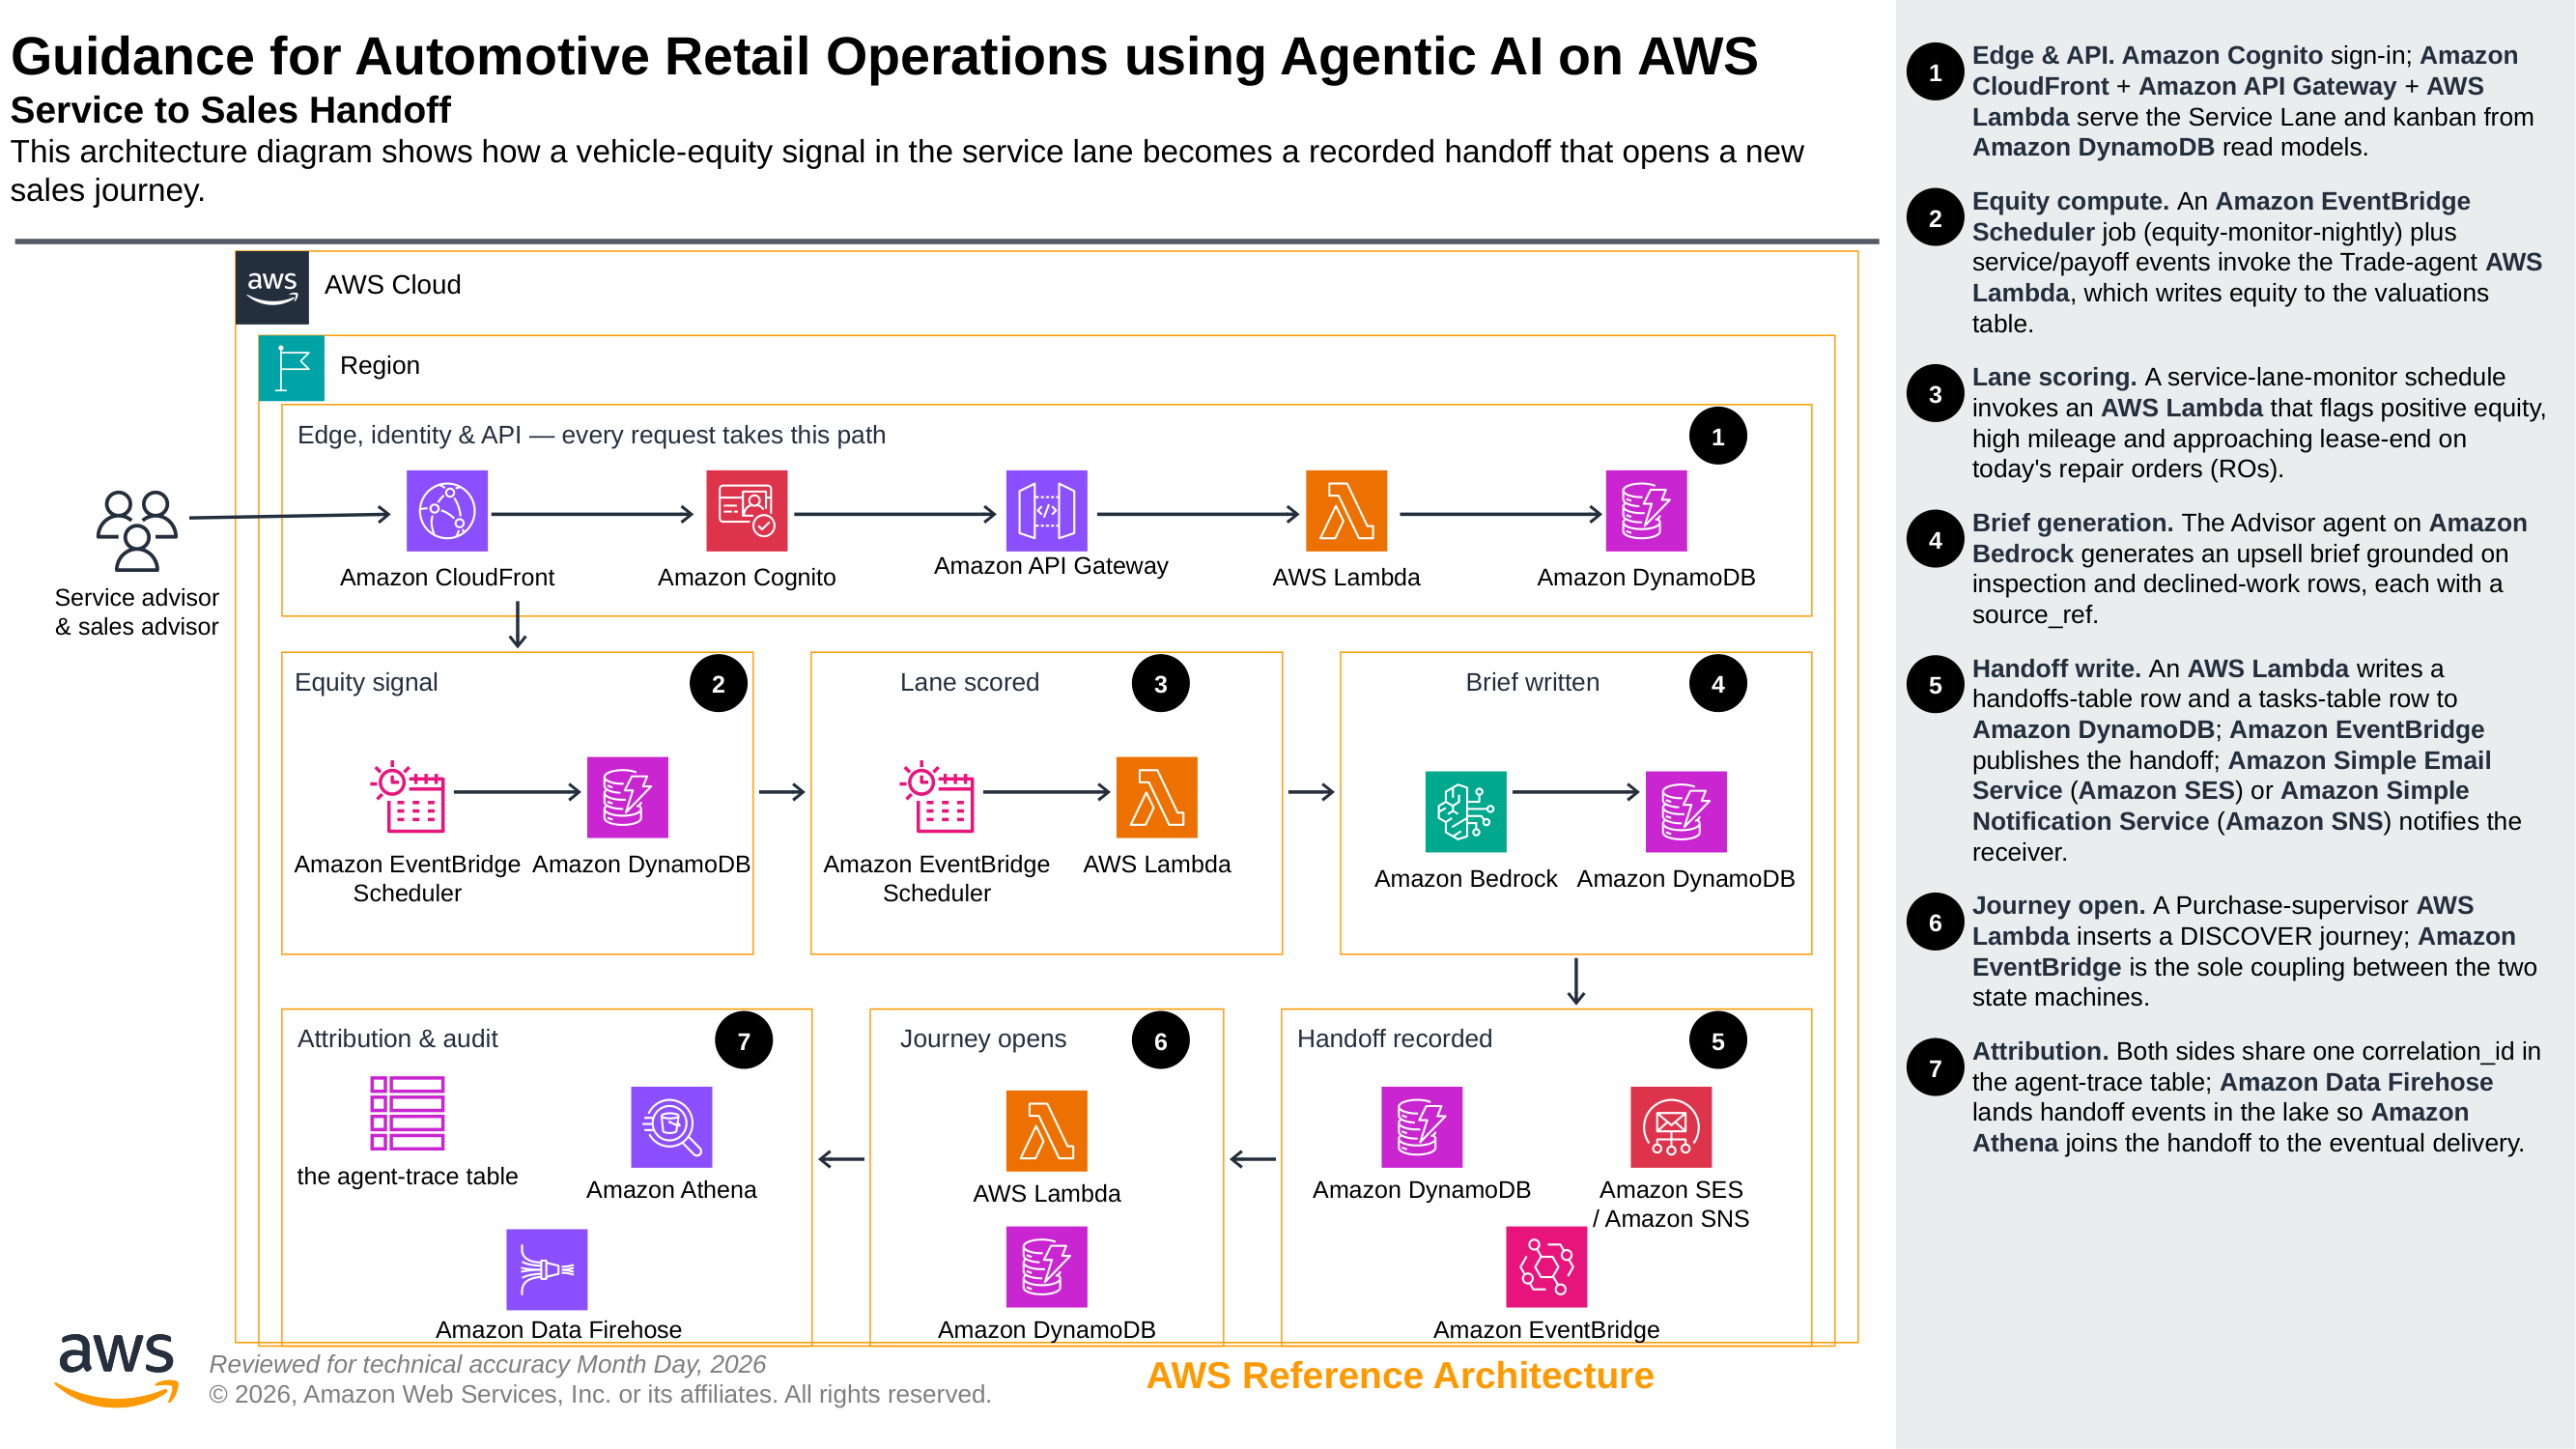 Guidance for Automotive Retail Operations using Agentic AI on AWS
Service to Sales Handoff
This architecture diagram shows how a vehicle-equity signal in the service lane becomes a recorded handoff that opens a new
sales journey.
aws
AWS Cloud
Region
Edge, identity & API — every request takes this path
1
Service advisor
& sales advisor
Amazon CloudFront
Amazon Cognito
Amazon API Gateway
AWS Lambda
Amazon DynamoDB
Equity signal
2
Amazon EventBridge
Scheduler
Amazon DynamoDB
Lane scored
3
Amazon EventBridge
Scheduler
AWS Lambda
Brief written
4
Amazon Bedrock
Amazon DynamoDB
Attribution & audit
7
the agent-trace table
Amazon Athena
Amazon Data Firehose
Journey opens
6
AWS Lambda
Amazon DynamoDB
Handoff recorded
5
Amazon DynamoDB
Amazon SES
/ Amazon SNS
Amazon EventBridge
aws
Reviewed for technical accuracy Month Day, 2026
© 2026, Amazon Web Services, Inc. or its affiliates. All rights reserved.
AWS Reference Architecture
1
Edge & API. Amazon Cognito sign-in; Amazon
CloudFront + Amazon API Gateway + AWS
Lambda serve the Service Lane and kanban from
Amazon DynamoDB read models.
2
Equity compute. An Amazon EventBridge
Scheduler job (equity-monitor-nightly) plus
service/payoff events invoke the Trade-agent AWS
Lambda, which writes equity to the valuations
table.
3
Lane scoring. A service-lane-monitor schedule
invokes an AWS Lambda that flags positive equity,
high mileage and approaching lease-end on
today's repair orders (ROs).
4
Brief generation. The Advisor agent on Amazon
Bedrock generates an upsell brief grounded on
inspection and declined-work rows, each with a
source_ref.
5
Handoff write. An AWS Lambda writes a
handoffs-table row and a tasks-table row to
Amazon DynamoDB; Amazon EventBridge
publishes the handoff; Amazon Simple Email
Service (Amazon SES) or Amazon Simple
Notification Service (Amazon SNS) notifies the
receiver.
6
Journey open. A Purchase-supervisor AWS
Lambda inserts a DISCOVER journey; Amazon
EventBridge is the sole coupling between the two
state machines.
7
Attribution. Both sides share one correlation_id in
the agent-trace table; Amazon Data Firehose
lands handoff events in the lake so Amazon
Athena joins the handoff to the eventual delivery.